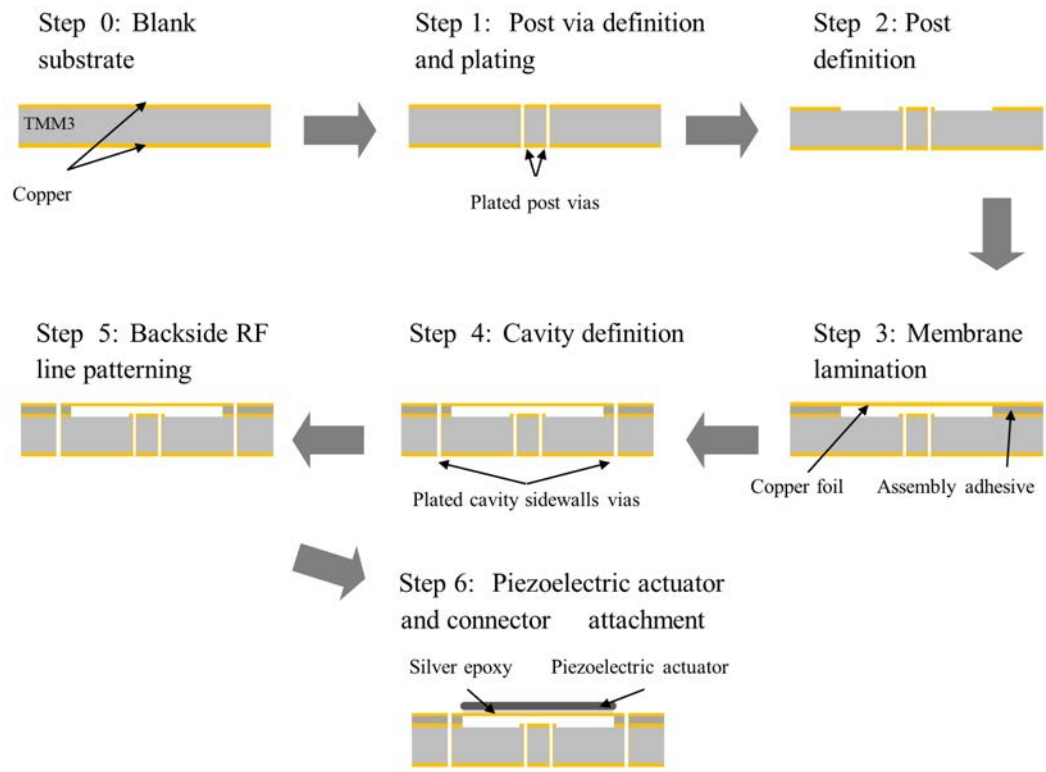 Step 0: Blank
substrate
TMM3
Copper
Step 1: Post via definition
and plating
Plated post vias
Step 2: Post
definition
Step 3: Membrane
lamination
Copper foil
Assembly adhesive
Step 4: Cavity definition
Plated cavity sidewalls vias
Step 5: Backside RF
line patterning
Step 6: Piezoelectric actuator
and connector attachment
Silver epoxy
Piezoelectric actuator